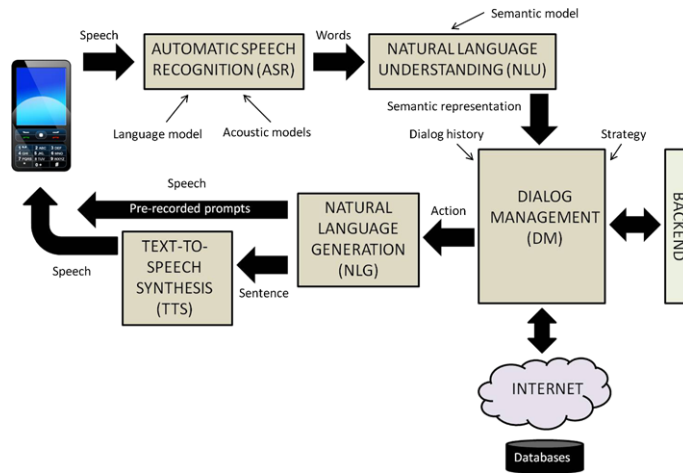 Semantic model
Speech
AUTOMATIC SPEECH
RECOGNITION (ASR)
Words
NATURAL LANGUAGE
UNDERSTANDING (NLU)
Language model
Acoustic models
Semantic representation
Dialog history
Strategy
Speech
Pre-recorded prompts
NATURAL
LANGUAGE
GENERATION
(NLG)
Action
DIALOG
MANAGEMENT
(DM)
BACKEND
TEXT-TO-
SPEECH
SYNTHESIS
(TTS)
Speech
Sentence
INTERNET
Databases